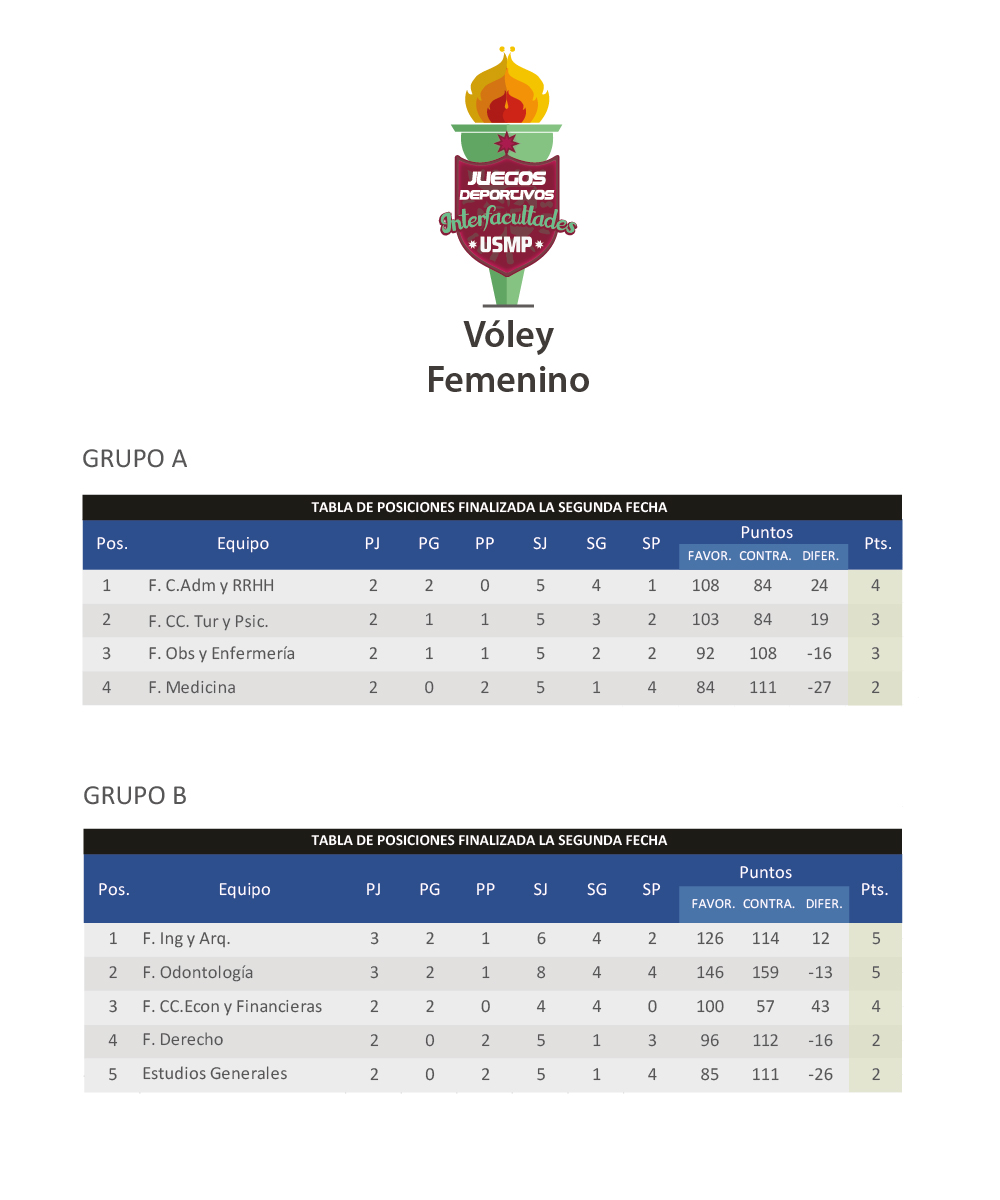 JUEGOS
DEPORTIVOS
Interfacultades
USMP
Vóley
Femenino
GRUPO A
TABLA DE POSICIONES FINALIZADA LA SEGUNDA FECHA
Pos. Equipo PJ PG PP SJ SG SP Puntos Pts.
FAVOR. CONTRA. DIFER.
1 F. C.Adm y RRHH 2 2 0 5 4 1 108 84 24 4
2 F. CC. Tur y Psic. 2 1 1 5 3 2 103 84 19 3
3 F. Obs y Enfermería 2 1 1 5 2 2 92 108 -16 3
4 F. Medicina 2 0 2 5 1 4 84 111 -27 2
GRUPO B
TABLA DE POSICIONES FINALIZADA LA SEGUNDA FECHA
Pos. Equipo PJ PG PP SJ SG SP Puntos Pts.
FAVOR. CONTRA. DIFER.
1 F. Ing y Arq. 3 2 1 6 4 2 126 114 12 5
2 F. Odontología 3 2 1 8 4 4 146 159 -13 5
3 F. CC.Econ y Financieras 2 2 0 4 4 0 100 57 43 4
4 F. Derecho 2 0 2 5 1 3 96 112 -16 2
5 Estudios Generales 2 0 2 5 1 4 85 111 -26 2